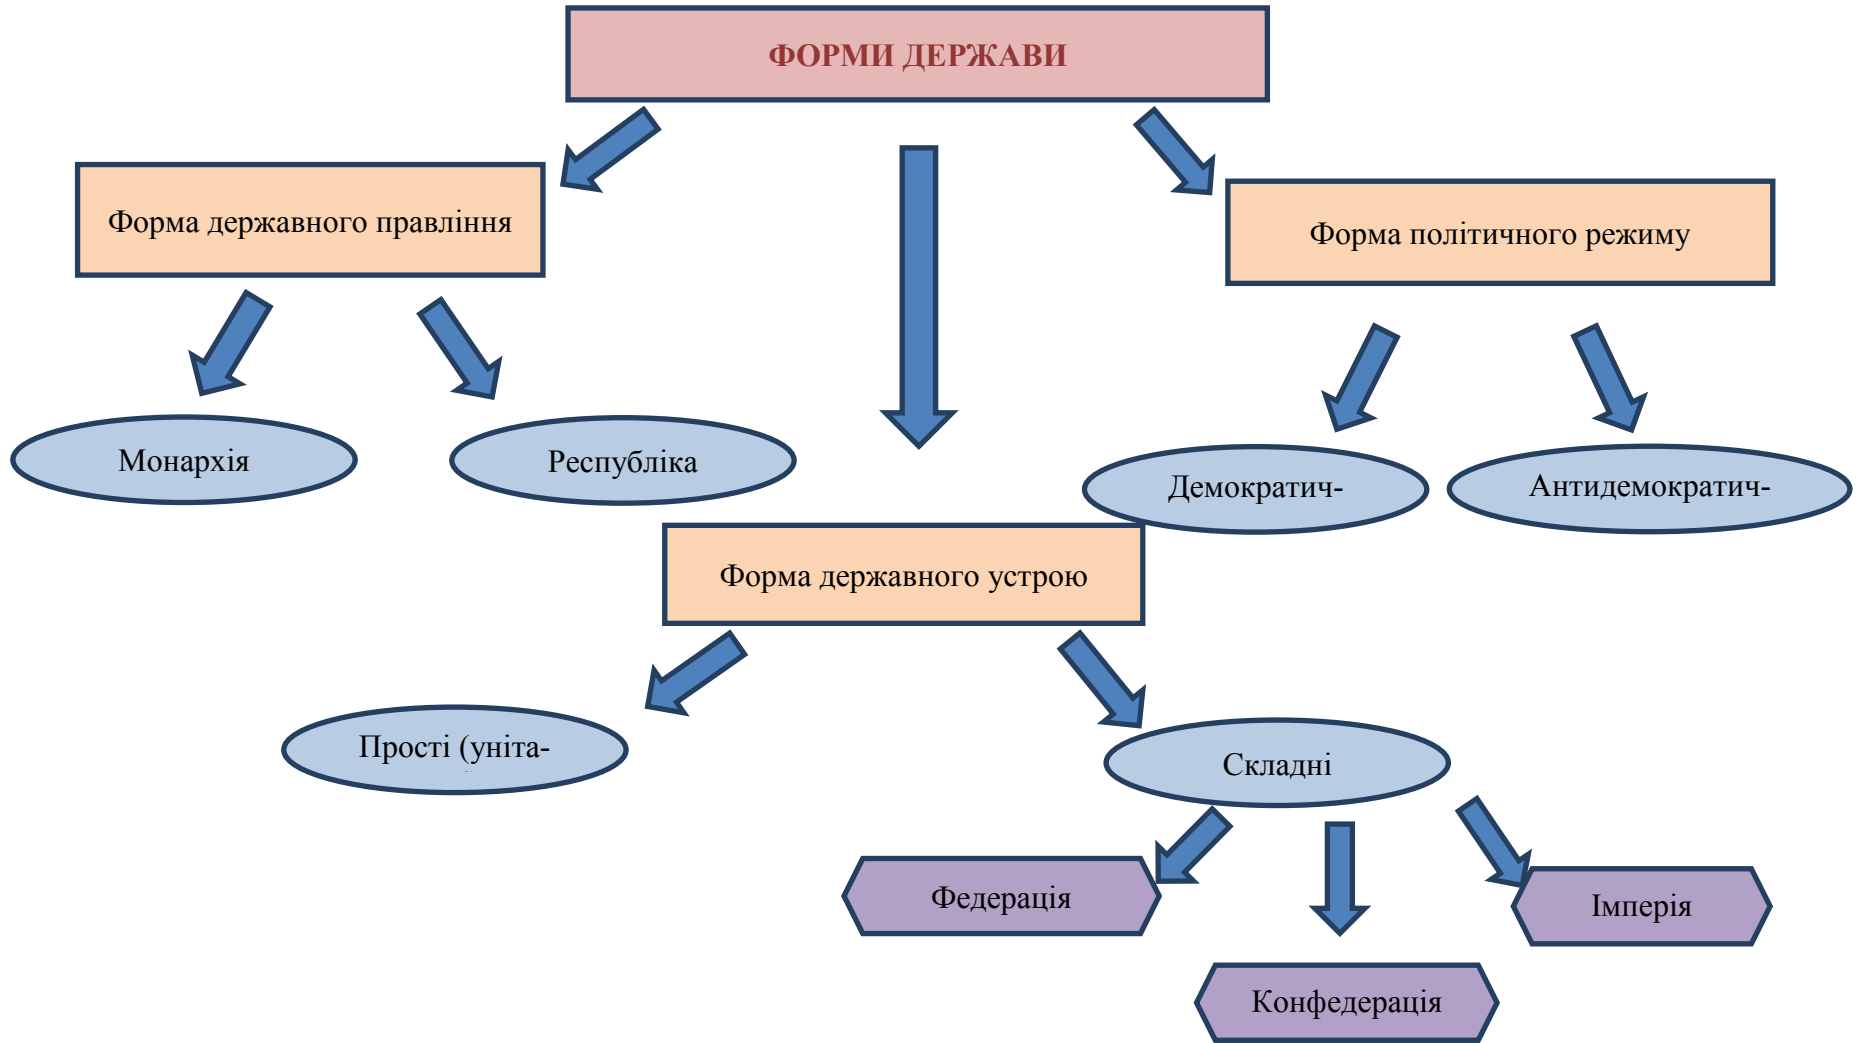 ФОРМИ ДЕРЖАВИ
Форма державного правління
Форма політичного режиму
Монархія
Республіка
Демократич-
Антидемократич-
Форма державного устрою
Прості (уніта-
Складні
Федерація
Імперія
Конфедерація